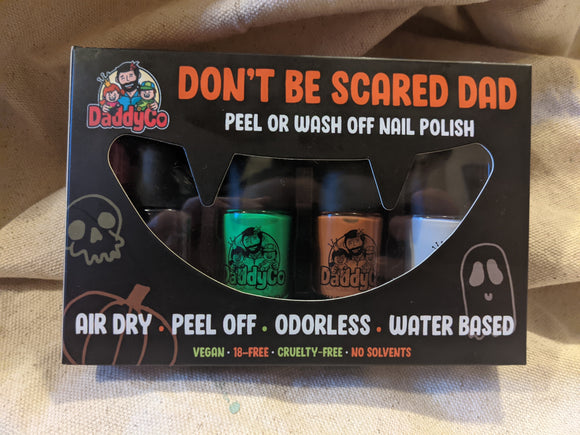 DaddyCo
DON'T BE SCARED DAD
PEEL OR WASH OFF NAIL POLISH
DaddyCo
DaddyCo
AIR DRY · PEEL OFF · ODORLESS · WATER BASED
VEGAN · 18-FREE · CRUELTY-FREE · NO SOLVENTS